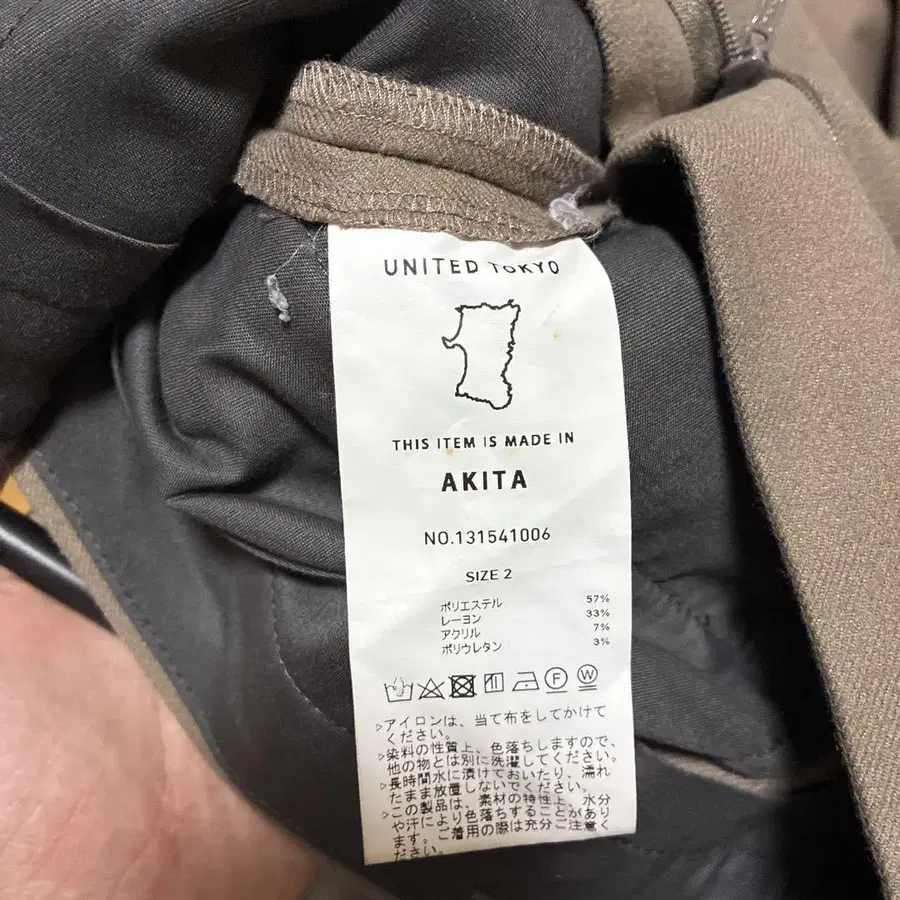 UNITED TOKYO
THIS ITEM IS MADE IN
AKITA
NO.131541006
SIZE 2
ポリエステル 57%
レーヨン 33%
アクリル 7%
ポリウレタン 3%
F W
▷アイロンは、当て布をしてかけて
ください。
▷染料の性質上、色落ちしますので、
他の物とは別に洗濯してください。
▷長時間水に漬けておいたり、濡れ
たまま放置しないでください。
▷この製品は、素材の特性上、水分
や汗により色落ちすることがあり
ます。ご着用の際は充分ご注意く
ださい。